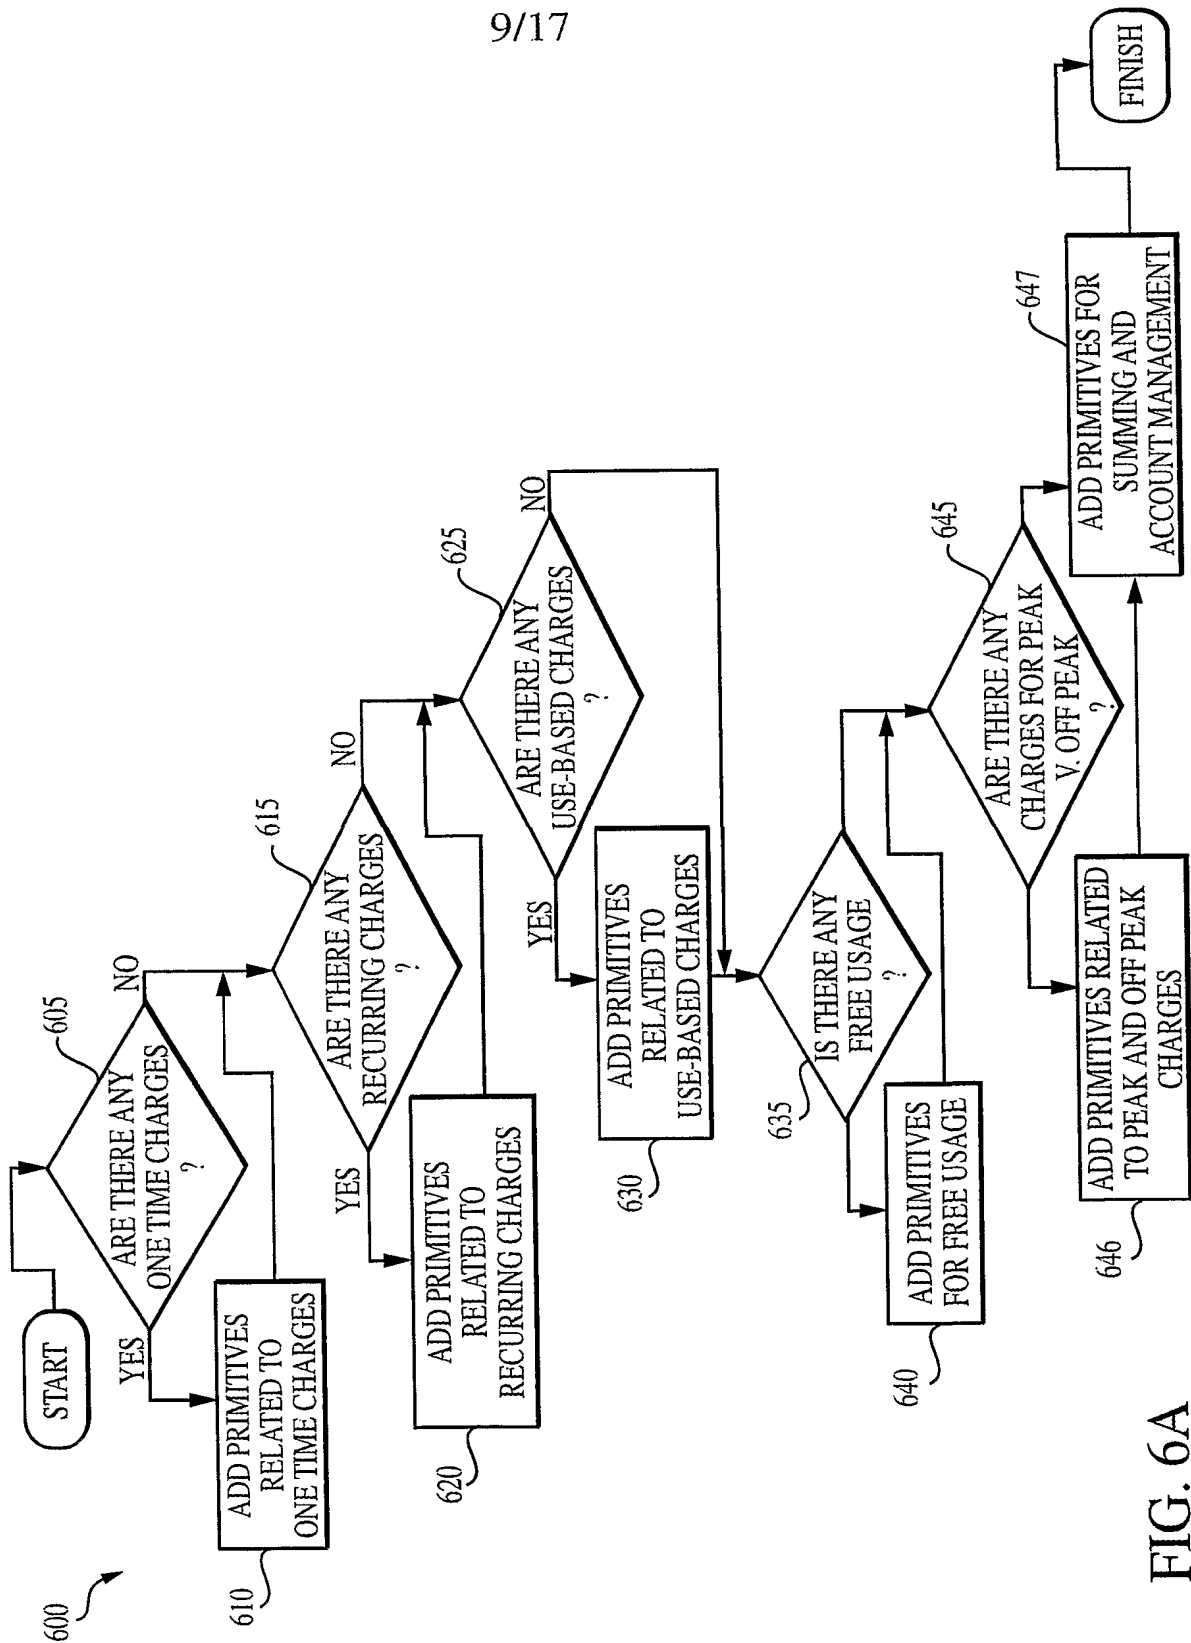 9/17
600
START
605
ARE THERE ANY
ONE TIME CHARGES
?
YES
NO
610
ADD PRIMITIVES
RELATED TO
ONE TIME CHARGES
615
ARE THERE ANY
RECURRING CHARGES
?
YES
NO
620
ADD PRIMITIVES
RELATED TO
RECURRING CHARGES
625
ARE THERE ANY
USE-BASED CHARGES
?
YES
NO
630
ADD PRIMITIVES
RELATED TO
USE-BASED CHARGES
635
IS THERE ANY
FREE USAGE
?
640
ADD PRIMITIVES
FOR FREE USAGE
645
ARE THERE ANY
CHARGES FOR PEAK
V. OFF PEAK
?
646
ADD PRIMITIVES RELATED
TO PEAK AND OFF PEAK
CHARGES
647
ADD PRIMITIVES FOR
SUMMING AND
ACCOUNT MANAGEMENT
FINISH
FIG. 6A